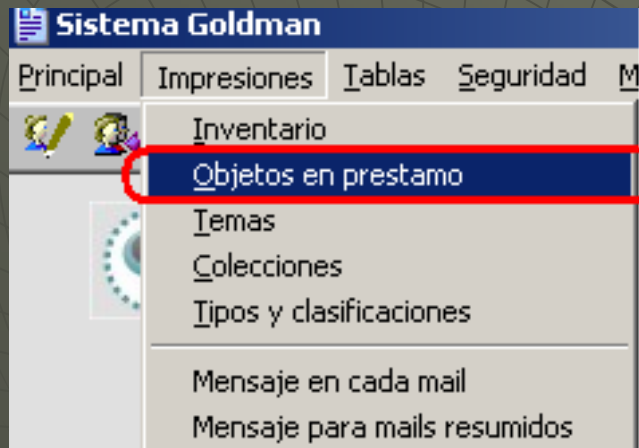 Sistema Goldman
Principal Impresiones Tablas Seguridad M
Inventario
Objetos en prestamo
Temas
Colecciones
Tipos y clasificaciones
Mensaje en cada mail
Mensaje para mails resumidos